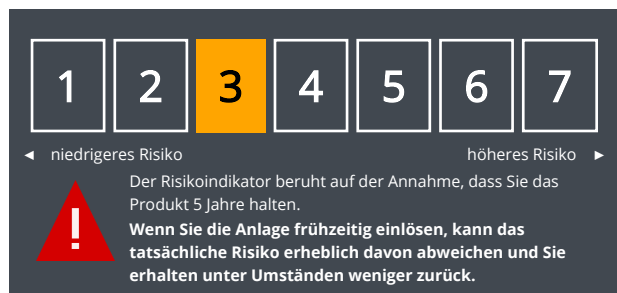 1 2 3 4 5 6 7
◄ niedrigeres Risiko höheres Risiko ►
Der Risikoindikator beruht auf der Annahme, dass Sie das
Produkt 5 Jahre halten.
Wenn Sie die Anlage frühzeitig einlösen, kann das
tatsächliche Risiko erheblich davon abweichen und Sie
erhalten unter Umständen weniger zurück.
!